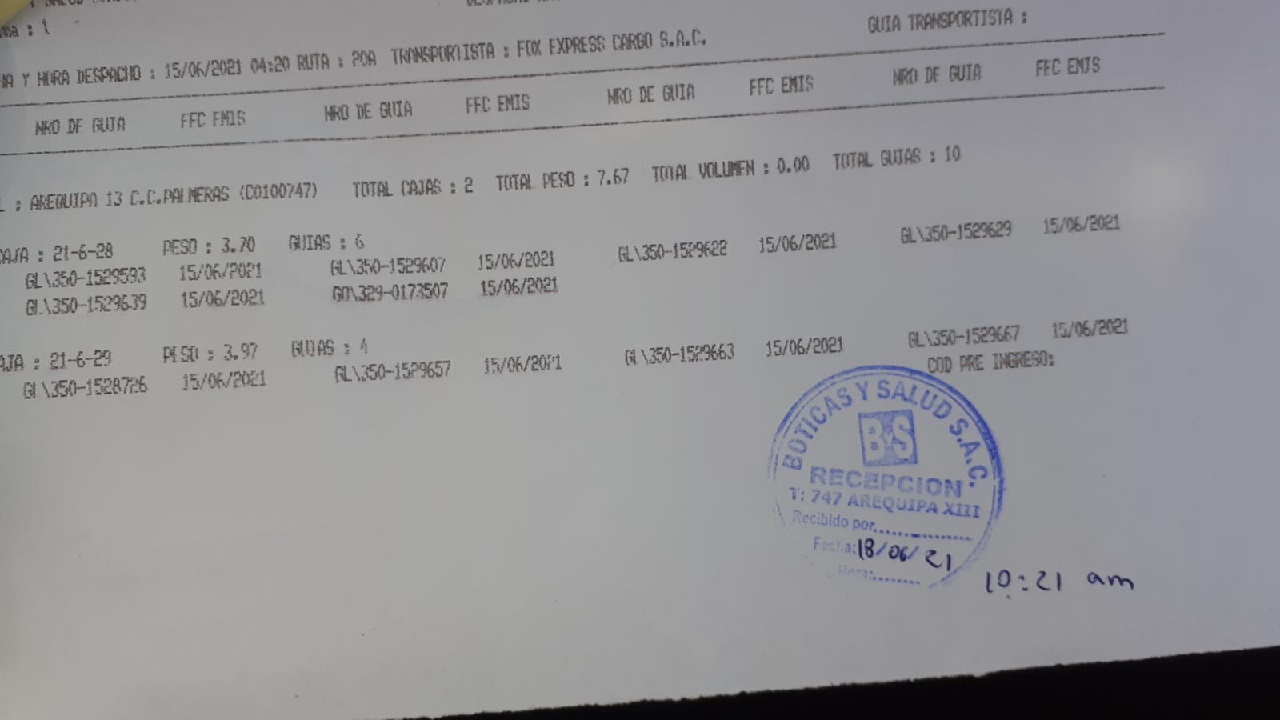 : 1
GUIA TRANSPORTISTA :
Y HORA DESPACHO : 15/06/2021 04:20 RUTA : POA TRANSPORTISTA : FOX EXPRESS CARGO S.A.C.
NRO DE GUIA FEC EMIS NRO DE GUIA FEC EMIS NRO DE GUIA FEC EMIS NRO DE GUIA FEC EMIS
: AREQUIPA 13 C.C.PALMERAS (C0100747) TOTAL CAJAS : 2 TOTAL PESO : 7.67 TOTAL VOLUMEN : 0.00 TOTAL GUIAS : 10
CAJA : 21-6-28 PESO : 3.70 GUIAS : 6
GL\350-1529593 15/06/2021 GL\350-1529607 15/06/2021 GL\350-1529622 15/06/2021 GL\350-1529629 15/06/2021
GL\350-1529639 15/06/2021 GO\329-0173507 15/06/2021
CAJA : 21-6-29 PESO : 3.97 GUIAS : 4
GL\350-1528726 15/06/2021 GL\350-1529657 15/06/2021 GL\350-1529663 15/06/2021 GL\350-1529667 15/06/2021
COD PRE INGRESO:
BOTICAS Y SALUD S.A.C.
B·S
RECEPCION
T: 747 AREQUIPA XIII
Recibido por
Fecha: 18/06/21
Hora:
10:21 am